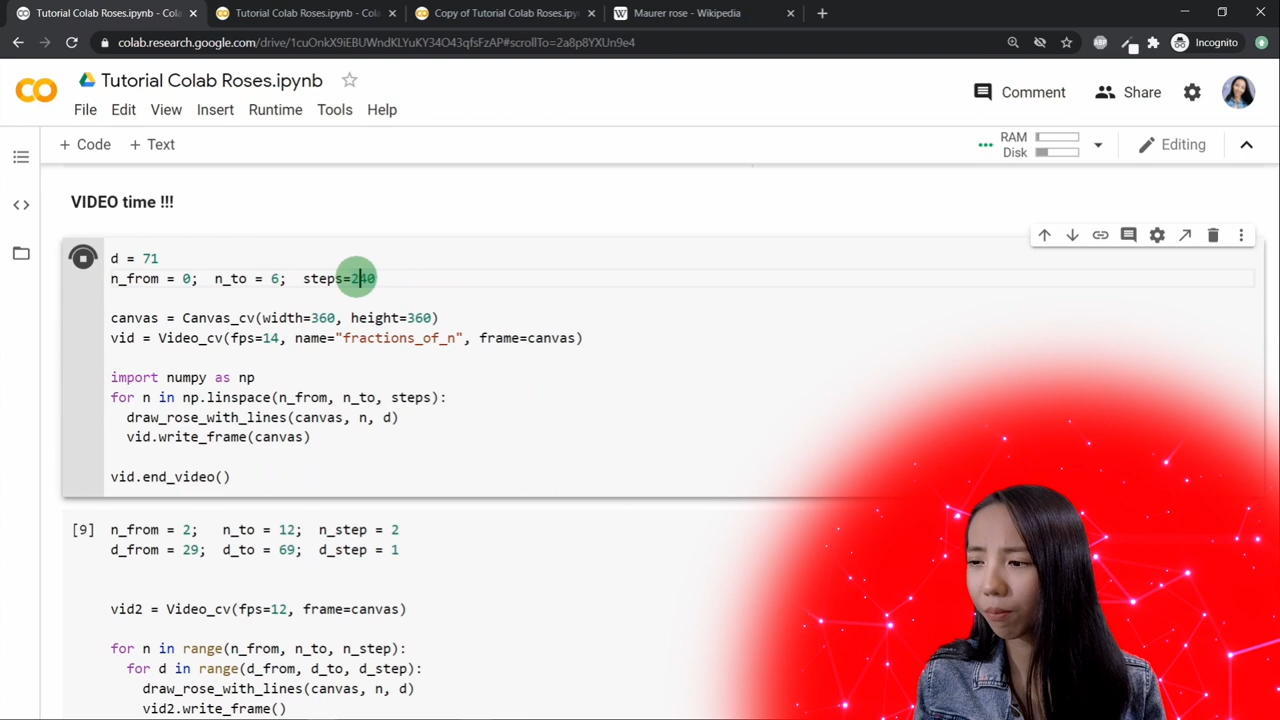 Tutorial Colab Roses.ipynb - Cola
Tutorial Colab Roses.ipynb - Cola
Copy of Tutorial Colab Roses.ipyn
Maurer rose - Wikipedia
colab.research.google.com/drive/1cuOnkX9iEBUWndKLYuKY34O43qfsFzAP#scrollTo=2a8p8YXUn9e4
ABP
Incognito
Tutorial Colab Roses.ipynb
Comment
Share
File Edit View Insert Runtime Tools Help
+ Code + Text
RAM
Disk
Editing
VIDEO time !!!
d = 71
n_from = 0; n_to = 6; steps=240
canvas = Canvas_cv(width=360, height=360)
vid = Video_cv(fps=14, name="fractions_of_n", frame=canvas)
import numpy as np
for n in np.linspace(n_from, n_to, steps):
draw_rose_with_lines(canvas, n, d)
vid.write_frame(canvas)
vid.end_video()
[9] n_from = 2; n_to = 12; n_step = 2
d_from = 29; d_to = 69; d_step = 1
vid2 = Video_cv(fps=12, frame=canvas)
for n in range(n_from, n_to, n_step):
for d in range(d_from, d_to, d_step):
draw_rose_with_lines(canvas, n, d)
vid2.write_frame()